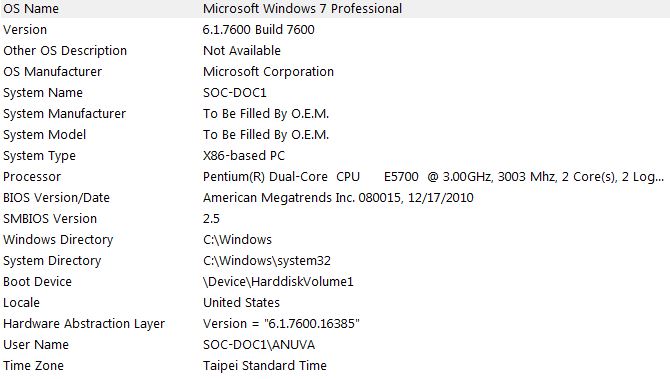 OS Name Microsoft Windows 7 Professional
Version 6.1.7600 Build 7600
Other OS Description Not Available
OS Manufacturer Microsoft Corporation
System Name SOC-DOC1
System Manufacturer To Be Filled By O.E.M.
System Model To Be Filled By O.E.M.
System Type X86-based PC
Processor Pentium(R) Dual-Core CPU E5700 @ 3.00GHz, 3003 Mhz, 2 Core(s), 2 Log...
BIOS Version/Date American Megatrends Inc. 080015, 12/17/2010
SMBIOS Version 2.5
Windows Directory C:\Windows
System Directory C:\Windows\system32
Boot Device \Device\HarddiskVolume1
Locale United States
Hardware Abstraction Layer Version = "6.1.7600.16385"
User Name SOC-DOC1\ANUVA
Time Zone Taipei Standard Time